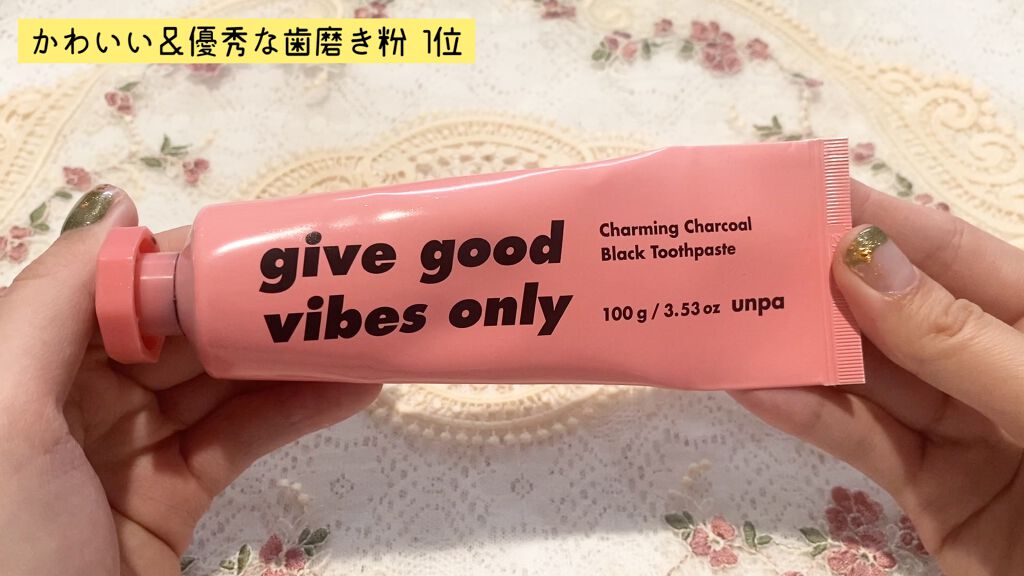 かわいい&優秀な歯磨き粉 1位
give good
vibes only
Charming Charcoal
Black Toothpaste
100 g / 3.53 oz unpa